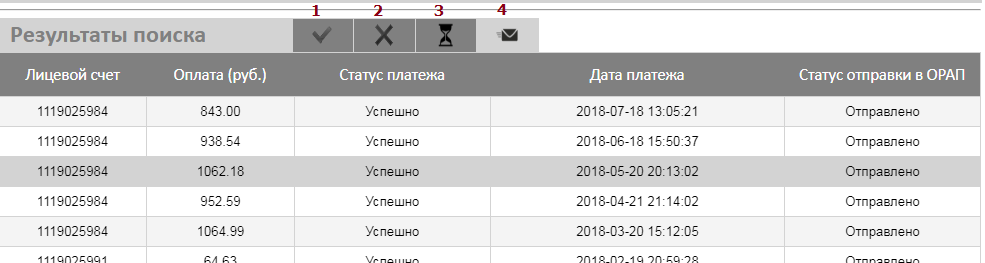 1 2 3 4
Результаты поиска
Лицевой счет Оплата (руб.) Статус платежа Дата платежа Статус отправки в ОРАП
1119025984 843.00 Успешно 2018-07-18 13:05:21 Отправлено
1119025984 938.54 Успешно 2018-06-18 15:50:37 Отправлено
1119025984 1062.18 Успешно 2018-05-20 20:13:02 Отправлено
1119025984 952.59 Успешно 2018-04-21 21:14:02 Отправлено
1119025984 1064.99 Успешно 2018-03-20 15:12:05 Отправлено
1119025991 64.63 Успешно 2018-02-19 20:59:28 Отправлено